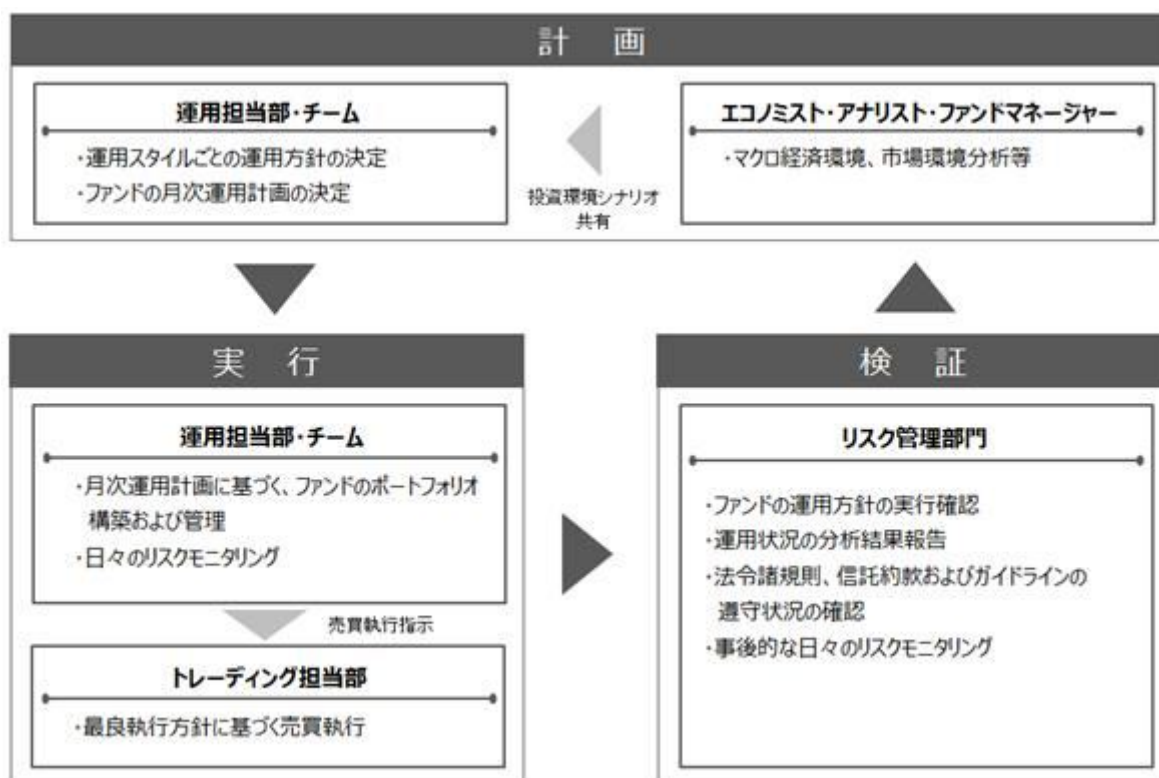 計 画
運用担当部・チーム
・運用スタイルごとの運用方針の決定
・ファンドの月次運用計画の決定
投資環境シナリオ
共有
エコノミスト・アナリスト・ファンドマネージャー
・マクロ経済環境、市場環境分析等
実 行
運用担当部・チーム
・月次運用計画に基づく、ファンドのポートフォリオ
構築および管理
・日々のリスクモニタリング
売買執行指示
トレーディング担当部
・最良執行方針に基づく売買執行
検 証
リスク管理部門
・ファンドの運用方針の実行確認
・運用状況の分析結果報告
・法令諸規則、信託約款およびガイドラインの
遵守状況の確認
・事後的な日々のリスクモニタリング